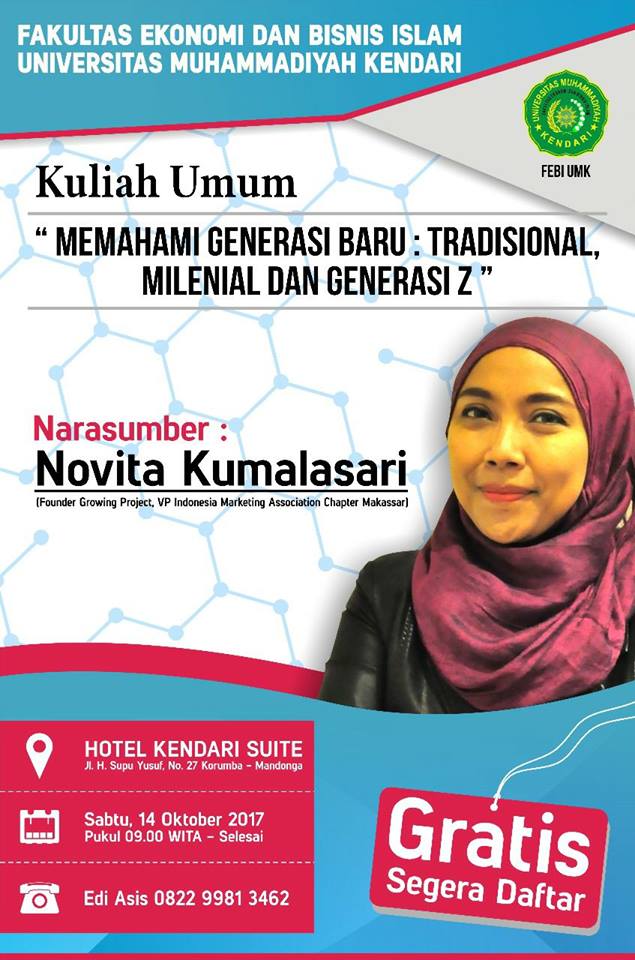 FAKULTAS EKONOMI DAN BISNIS ISLAM
UNIVERSITAS MUHAMMADIYAH KENDARI
UNIVERSITAS MUHAMMADIYAH
KENDARI
FEBI UMK
Kuliah Umum
“ MEMAHAMI GENERASI BARU : TRADISIONAL,
MILENIAL DAN GENERASI Z ”
Narasumber :
Novita Kumalasari
(Founder Growing Project, VP Indonesia Marketing Association Chapter Makassar)
HOTEL KENDARI SUITE
Jl. H. Supu Yusuf, No. 27 Korumba - Mandonga
Sabtu, 14 Oktober 2017
Pukul 09.00 WITA - Selesai
Edi Asis 0822 9981 3462
Gratis
Segera Daftar